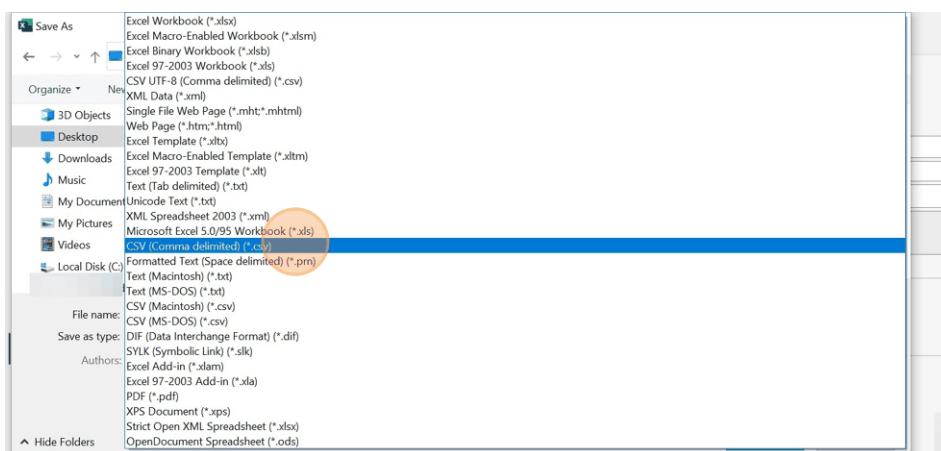 Save As
Organize
New
3D Objects
Desktop
Downloads
Music
My Document
My Pictures
Videos
Local Disk (C:)
File name:
Save as type:
Authors:
Hide Folders
Excel Workbook (*.xlsx)
Excel Macro-Enabled Workbook (*.xlsm)
Excel Binary Workbook (*.xlsb)
Excel 97-2003 Workbook (*.xls)
CSV UTF-8 (Comma delimited) (*.csv)
XML Data (*.xml)
Single File Web Page (*.mht;*.mhtml)
Web Page (*.htm;*.html)
Excel Template (*.xltx)
Excel Macro-Enabled Template (*.xltm)
Excel 97-2003 Template (*.xlt)
Text (Tab delimited) (*.txt)
Unicode Text (*.txt)
XML Spreadsheet 2003 (*.xml)
Microsoft Excel 5.0/95 Workbook (*.xls)
CSV (Comma delimited) (*.csv)
Formatted Text (Space delimited) (*.prn)
Text (Macintosh) (*.txt)
Text (MS-DOS) (*.txt)
CSV (Macintosh) (*.csv)
CSV (MS-DOS) (*.csv)
DIF (Data Interchange Format) (*.dif)
SYLK (Symbolic Link) (*.slk)
Excel Add-in (*.xlam)
Excel 97-2003 Add-in (*.xla)
PDF (*.pdf)
XPS Document (*.xps)
Strict Open XML Spreadsheet (*.xlsx)
OpenDocument Spreadsheet (*.ods)